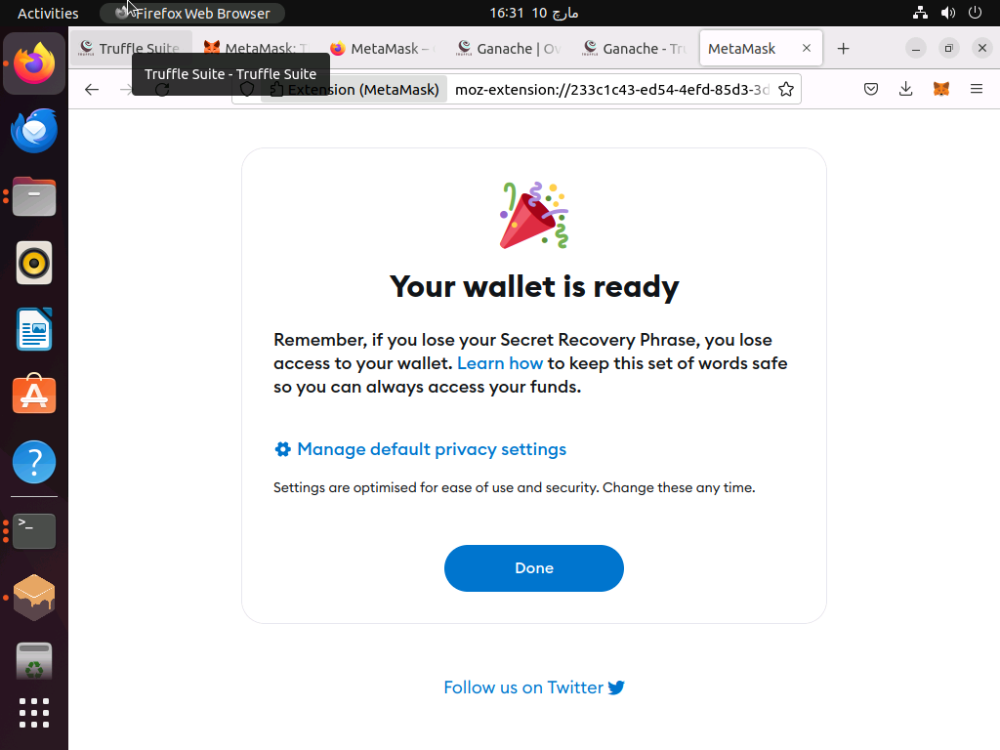 Activities
Firefox Web Browser
16:31 10 مارچ
Truffle Suite
MetaMask: T
MetaMask –
Ganache | Ov
Ganache - Tru
MetaMask
Truffle Suite - Truffle Suite
Extension (MetaMask)
moz-extension://233c1c43-ed54-4efd-85d3-3d
Your wallet is ready
Remember, if you lose your Secret Recovery Phrase, you lose
access to your wallet. Learn how to keep this set of words safe
so you can always access your funds.
Manage default privacy settings
Settings are optimised for ease of use and security. Change these any time.
Done
Follow us on Twitter